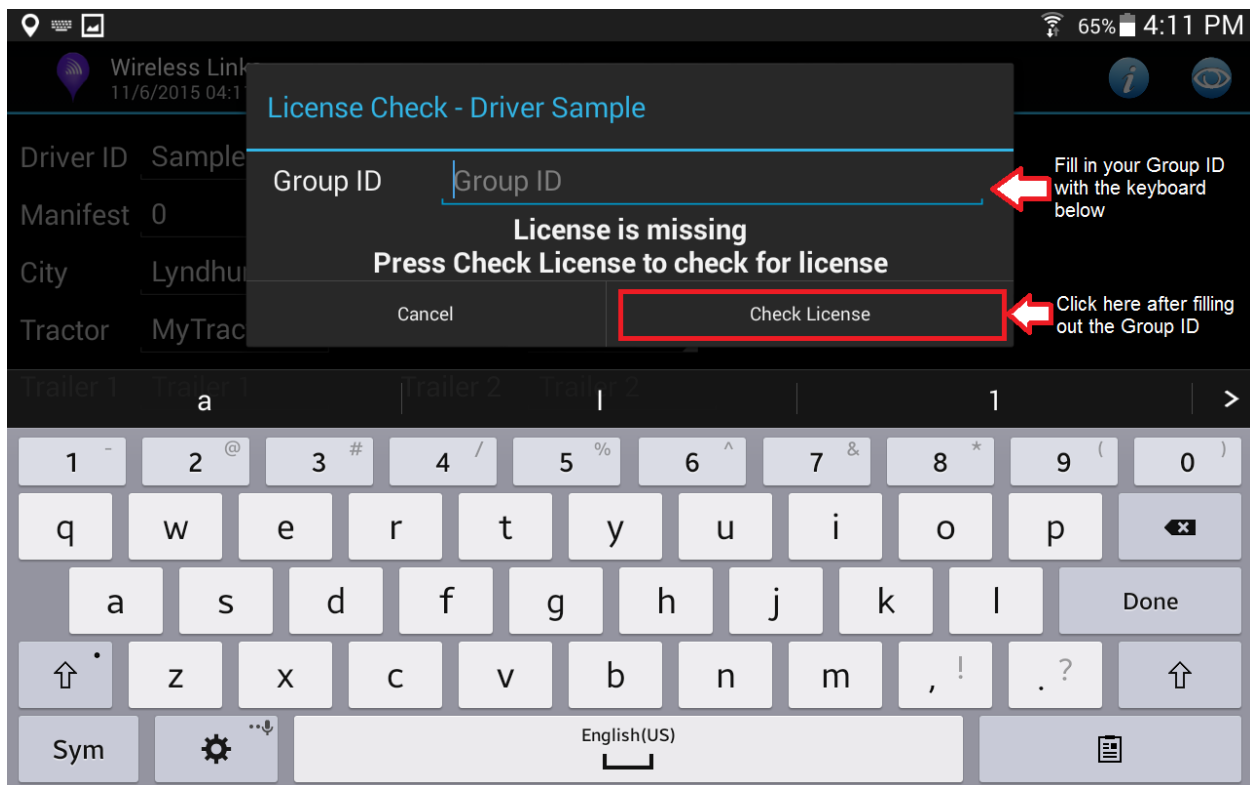 65% 4:11 PM
Wireless Links
11/6/2015 04:11
License Check - Driver Sample
Driver ID Sample
Group ID Group ID
Fill in your Group ID
with the keyboard
below
Manifest 0
License is missing
Press Check License to check for license
City Lyndhur
Cancel Check License
Click here after filling
out the Group ID
Tractor MyTrac
Trailer 1 Trailer 1 Trailer 2 Trailer 2
a l 1 >
1 - 2 @ 3 # 4 / 5 % 6 ^ 7 & 8 * 9 ( 0 )
q w e r t y u i o p
a s d f g h j k l Done
z x c v b n m , ! . ?
Sym English(US)